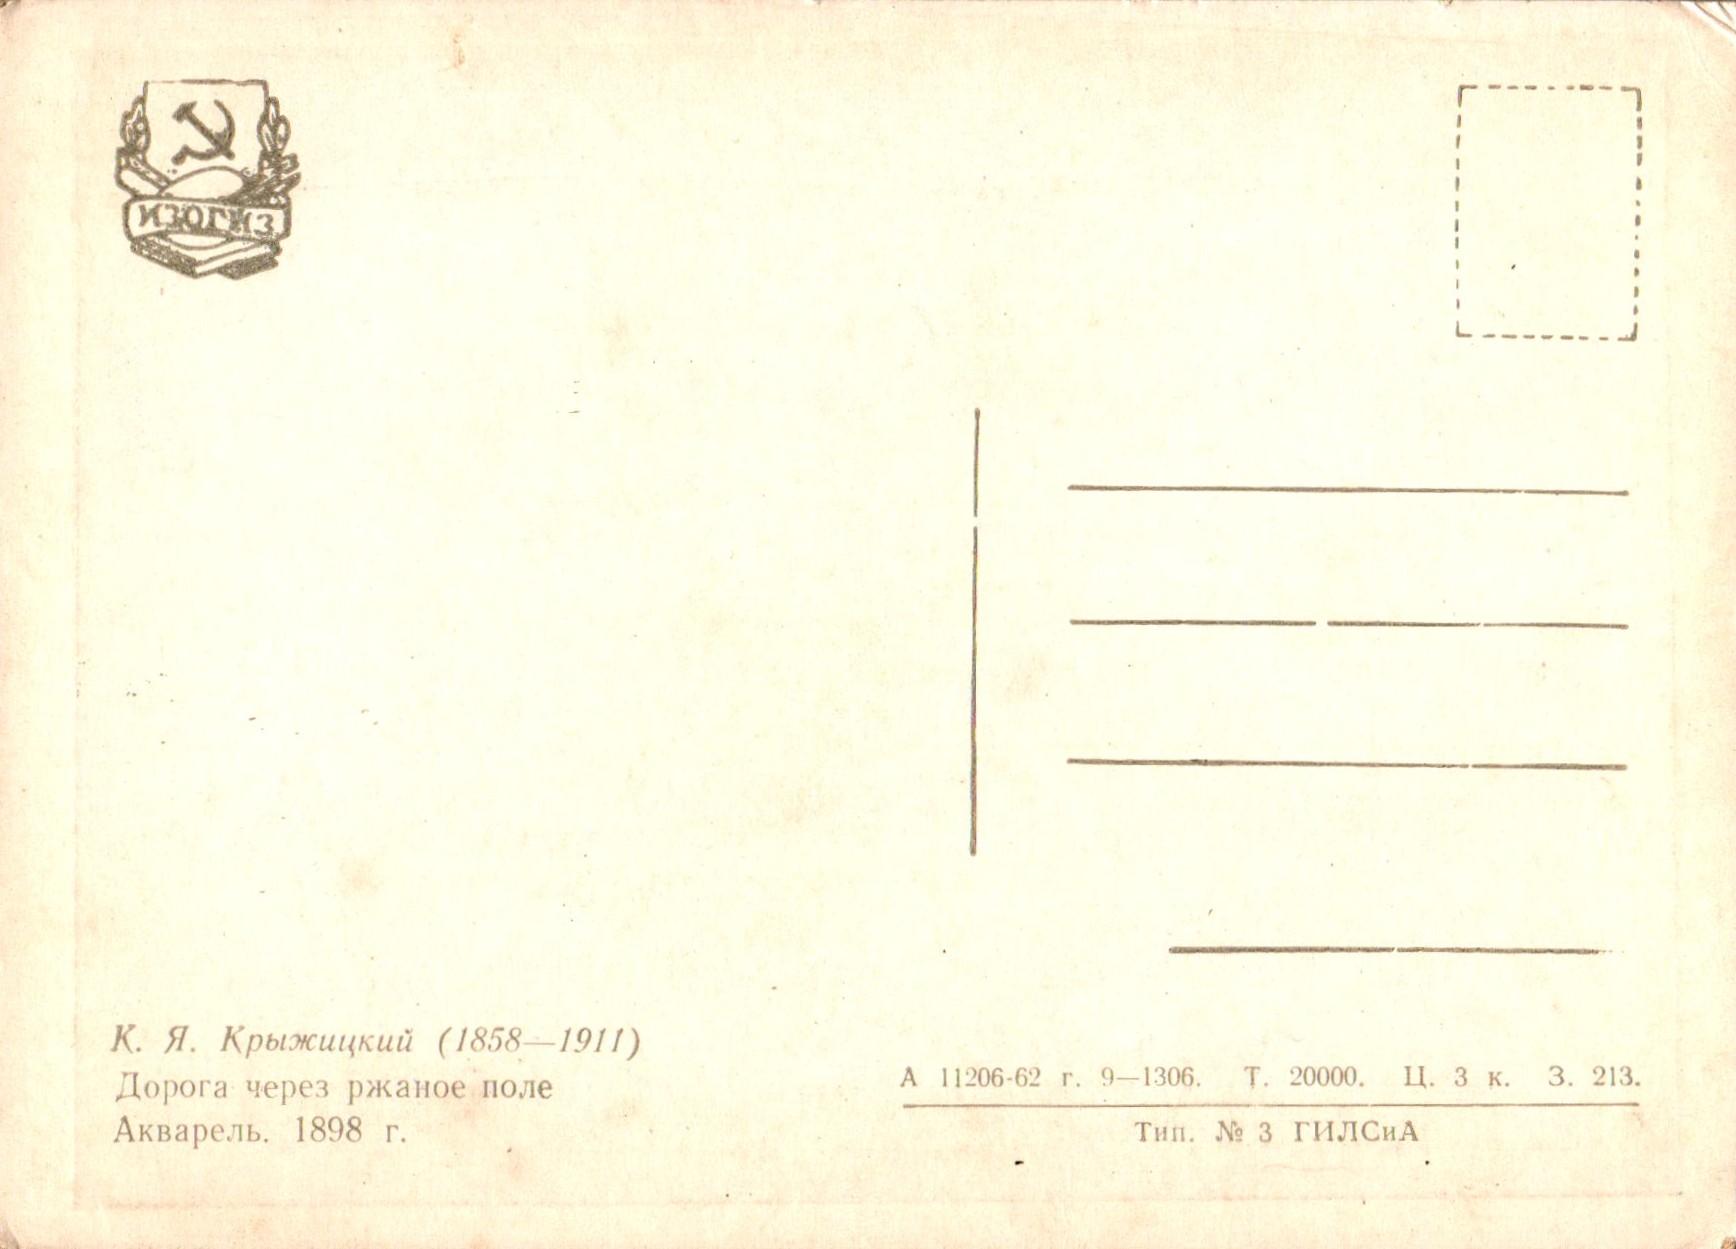 ИЗОГИЗ
К. Я. Крыжицкий (1858—1911)
Дорога через ржаное поле
Акварель. 1898 г.
А 11206-62 г. 9—1306. Т. 20000. Ц. 3 к. З. 213.
Тип. № 3 ГИЛСиА